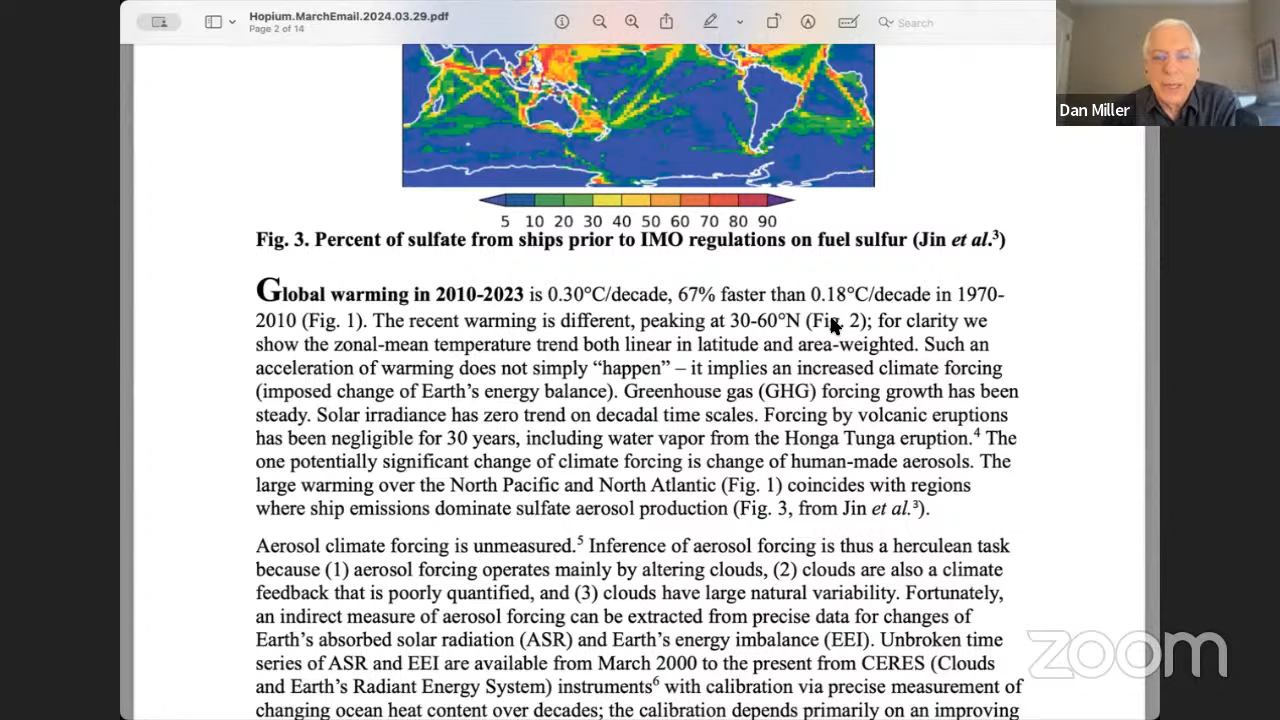 Hopium.MarchEmail.2024.03.29.pdf
Page 2 of 14
Search
Dan Miller
5 10 20 30 40 50 60 70 80 90
Fig. 3. Percent of sulfate from ships prior to IMO regulations on fuel sulfur (Jin et al.³)
Global warming in 2010-2023 is 0.30°C/decade, 67% faster than 0.18°C/decade in 1970-
2010 (Fig. 1). The recent warming is different, peaking at 30-60°N (Fig. 2); for clarity we
show the zonal-mean temperature trend both linear in latitude and area-weighted. Such an
acceleration of warming does not simply “happen” – it implies an increased climate forcing
(imposed change of Earth’s energy balance). Greenhouse gas (GHG) forcing growth has been
steady. Solar irradiance has zero trend on decadal time scales. Forcing by volcanic eruptions
has been negligible for 30 years, including water vapor from the Honga Tunga eruption.⁴ The
one potentially significant change of climate forcing is change of human-made aerosols. The
large warming over the North Pacific and North Atlantic (Fig. 1) coincides with regions
where ship emissions dominate sulfate aerosol production (Fig. 3, from Jin et al.³).
Aerosol climate forcing is unmeasured.⁵ Inference of aerosol forcing is thus a herculean task
because (1) aerosol forcing operates mainly by altering clouds, (2) clouds are also a climate
feedback that is poorly quantified, and (3) clouds have large natural variability. Fortunately,
an indirect measure of aerosol forcing can be extracted from precise data for changes of
Earth’s absorbed solar radiation (ASR) and Earth’s energy imbalance (EEI). Unbroken time
series of ASR and EEI are available from March 2000 to the present from CERES (Clouds
and Earth’s Radiant Energy System) instruments⁶ with calibration via precise measurement of
changing ocean heat content over decades; the calibration depends primarily on an improving
zoom